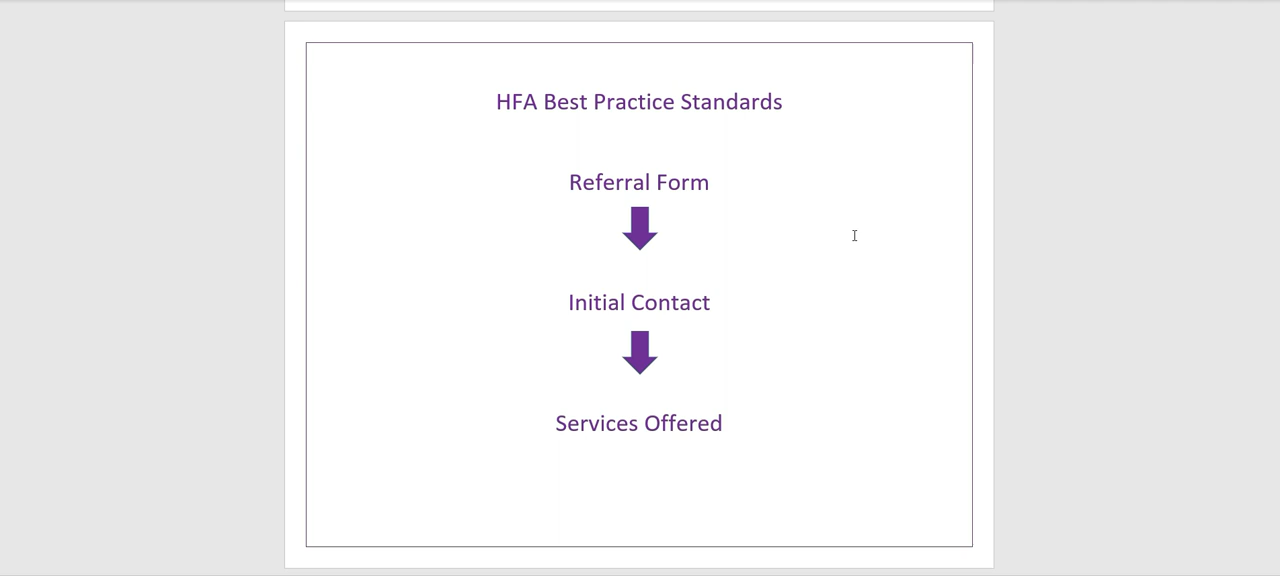 HFA Best Practice Standards
Referral Form
Initial Contact
Services Offered